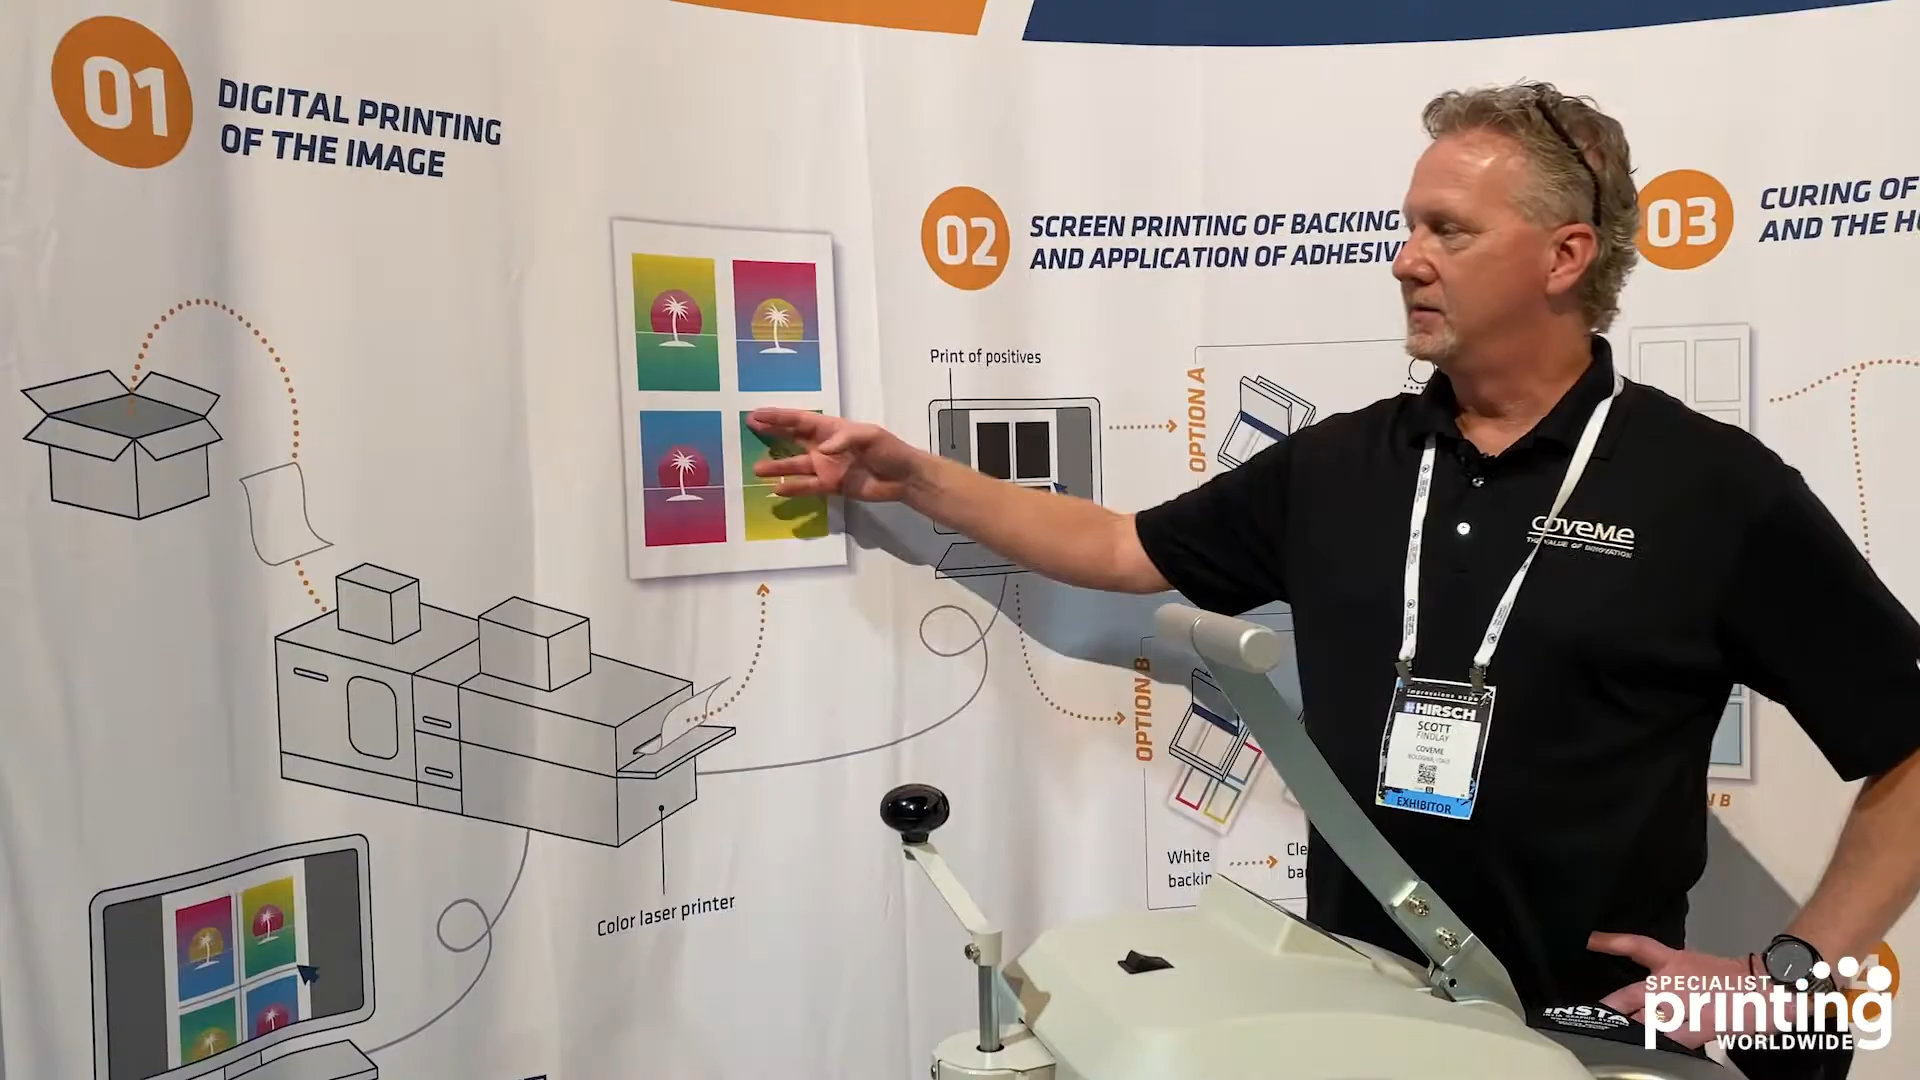 01
DIGITAL PRINTING
OF THE IMAGE
02
SCREEN PRINTING OF BACKING
AND APPLICATION OF ADHESIV
03
CURING OF
AND THE H
Print of positives
OPTION A
OPTION B
White
backin
Cle
ba
Color laser printer
coveme
THE VALUE OF INNOVATION
impressions expo
HIRSCH
SCOTT
FINDLAY
COVEME
BOLOGNA, ITALY
EXHIBITOR
N B
INSTA
SPECIALIST
printing
WORLDWIDE